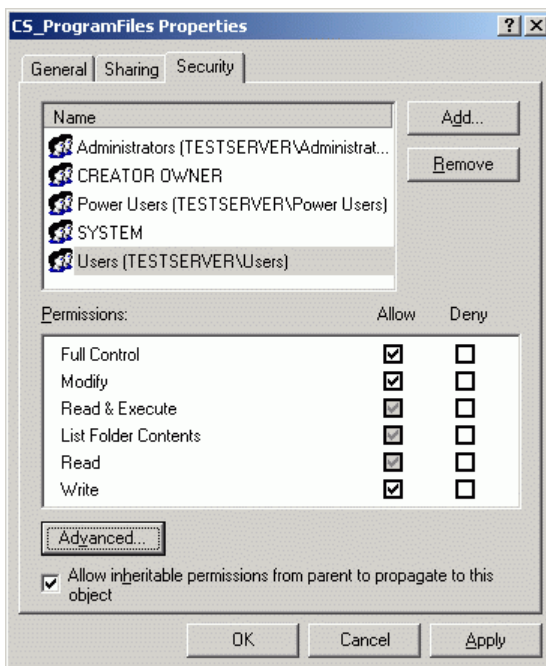 CS_ProgramFiles Properties
General Sharing Security
Name
Add...
Administrators (TESTSERVER\Administrat...
Remove
CREATOR OWNER
Power Users (TESTSERVER\Power Users)
SYSTEM
Users (TESTSERVER\Users)
Permissions: Allow Deny
Full Control
Modify
Read & Execute
List Folder Contents
Read
Write
Advanced...
Allow inheritable permissions from parent to propagate to this
object
OK Cancel Apply